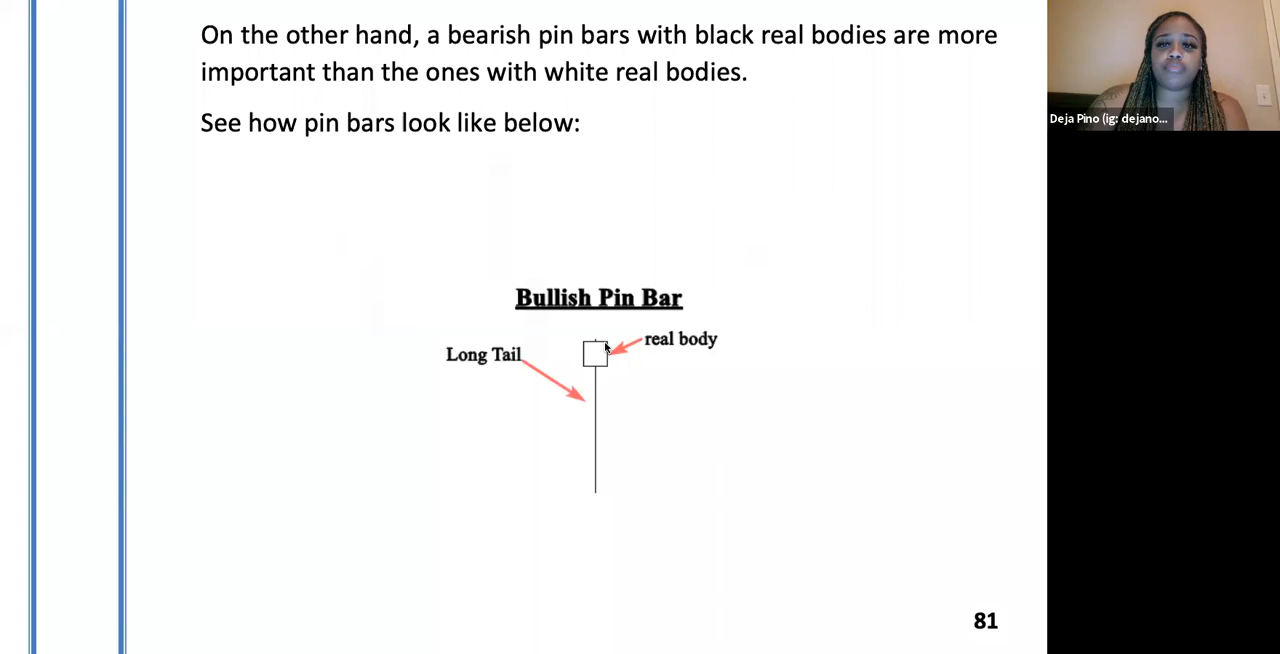 On the other hand, a bearish pin bars with black real bodies are more
important than the ones with white real bodies.
See how pin bars look like below:
Deja Pino (ig: dejano...
Bullish Pin Bar
real body
Long Tail
81